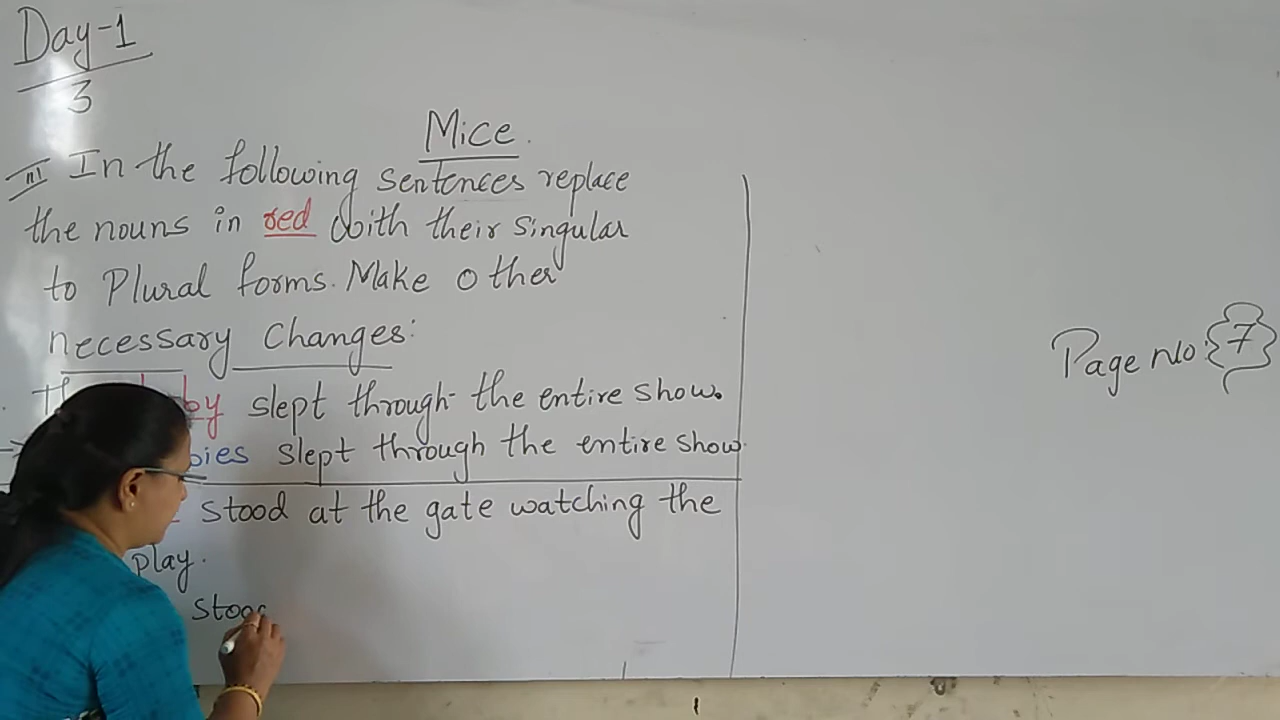 Day-1
3
Mice.
III In the following sentences replace
the nouns in red with their singular
to Plural forms. Make other
necessary Changes:
slept through the entire show.
slept through the entire show.
stood at the gate watching the
play.
Page No: 7